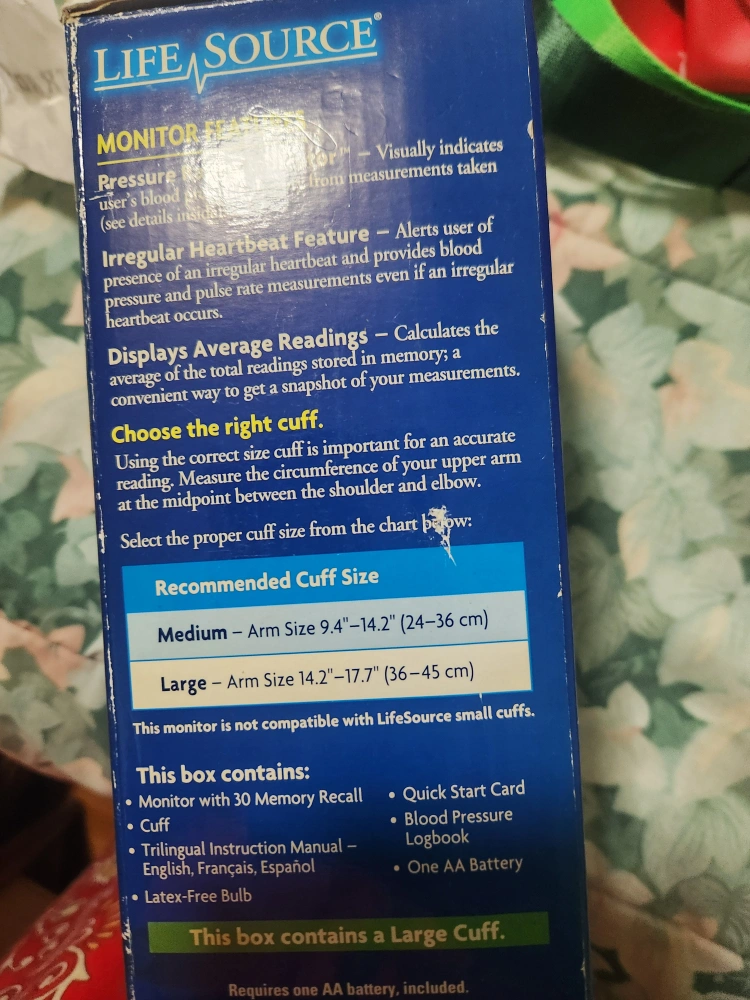 LIFE SOURCE®
MONITOR
Pressure ™ – Visually indicates
user's blood from measurements taken
(see details
Irregular Heartbeat Feature – Alerts user of
presence of an irregular heartbeat and provides blood
pressure and pulse rate measurements even if an irregular
heartbeat occurs.
Displays Average Readings – Calculates the
average of the total readings stored in memory; a
convenient way to get a snapshot of your measurements.
Choose the right cuff.
Using the correct size cuff is important for an accurate
reading. Measure the circumference of your upper arm
at the midpoint between the shoulder and elbow.
Select the proper cuff size from the chart below:
Recommended Cuff Size
Medium – Arm Size 9.4"–14.2" (24–36 cm)
Large – Arm Size 14.2"–17.7" (36–45 cm)
This monitor is not compatible with LifeSource small cuffs.
This box contains:
• Monitor with 30 Memory Recall
• Cuff
• Trilingual Instruction Manual –
English, Français, Español
• Latex-Free Bulb
• Quick Start Card
• Blood Pressure
Logbook
• One AA Battery
This box contains a Large Cuff.
Requires one AA battery, included.